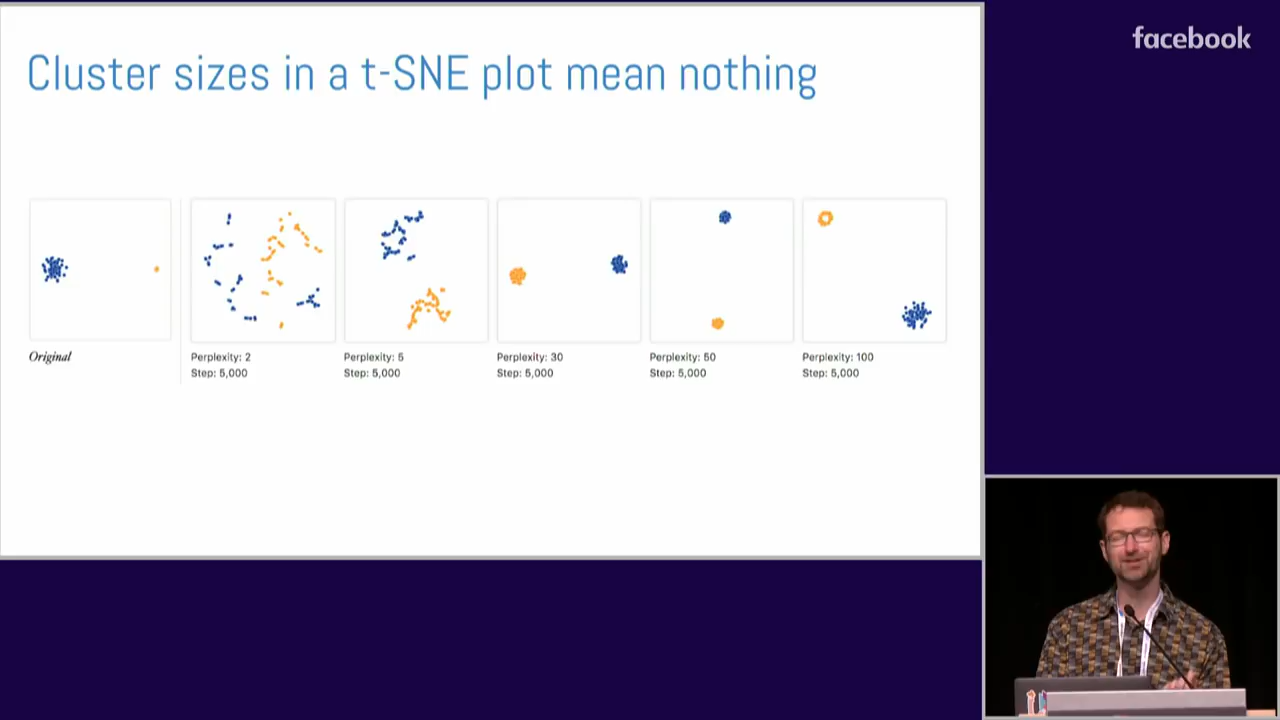 facebook
Cluster sizes in a t-SNE plot mean nothing
Original
Perplexity: 2
Step: 5,000
Perplexity: 5
Step: 5,000
Perplexity: 30
Step: 5,000
Perplexity: 50
Step: 5,000
Perplexity: 100
Step: 5,000